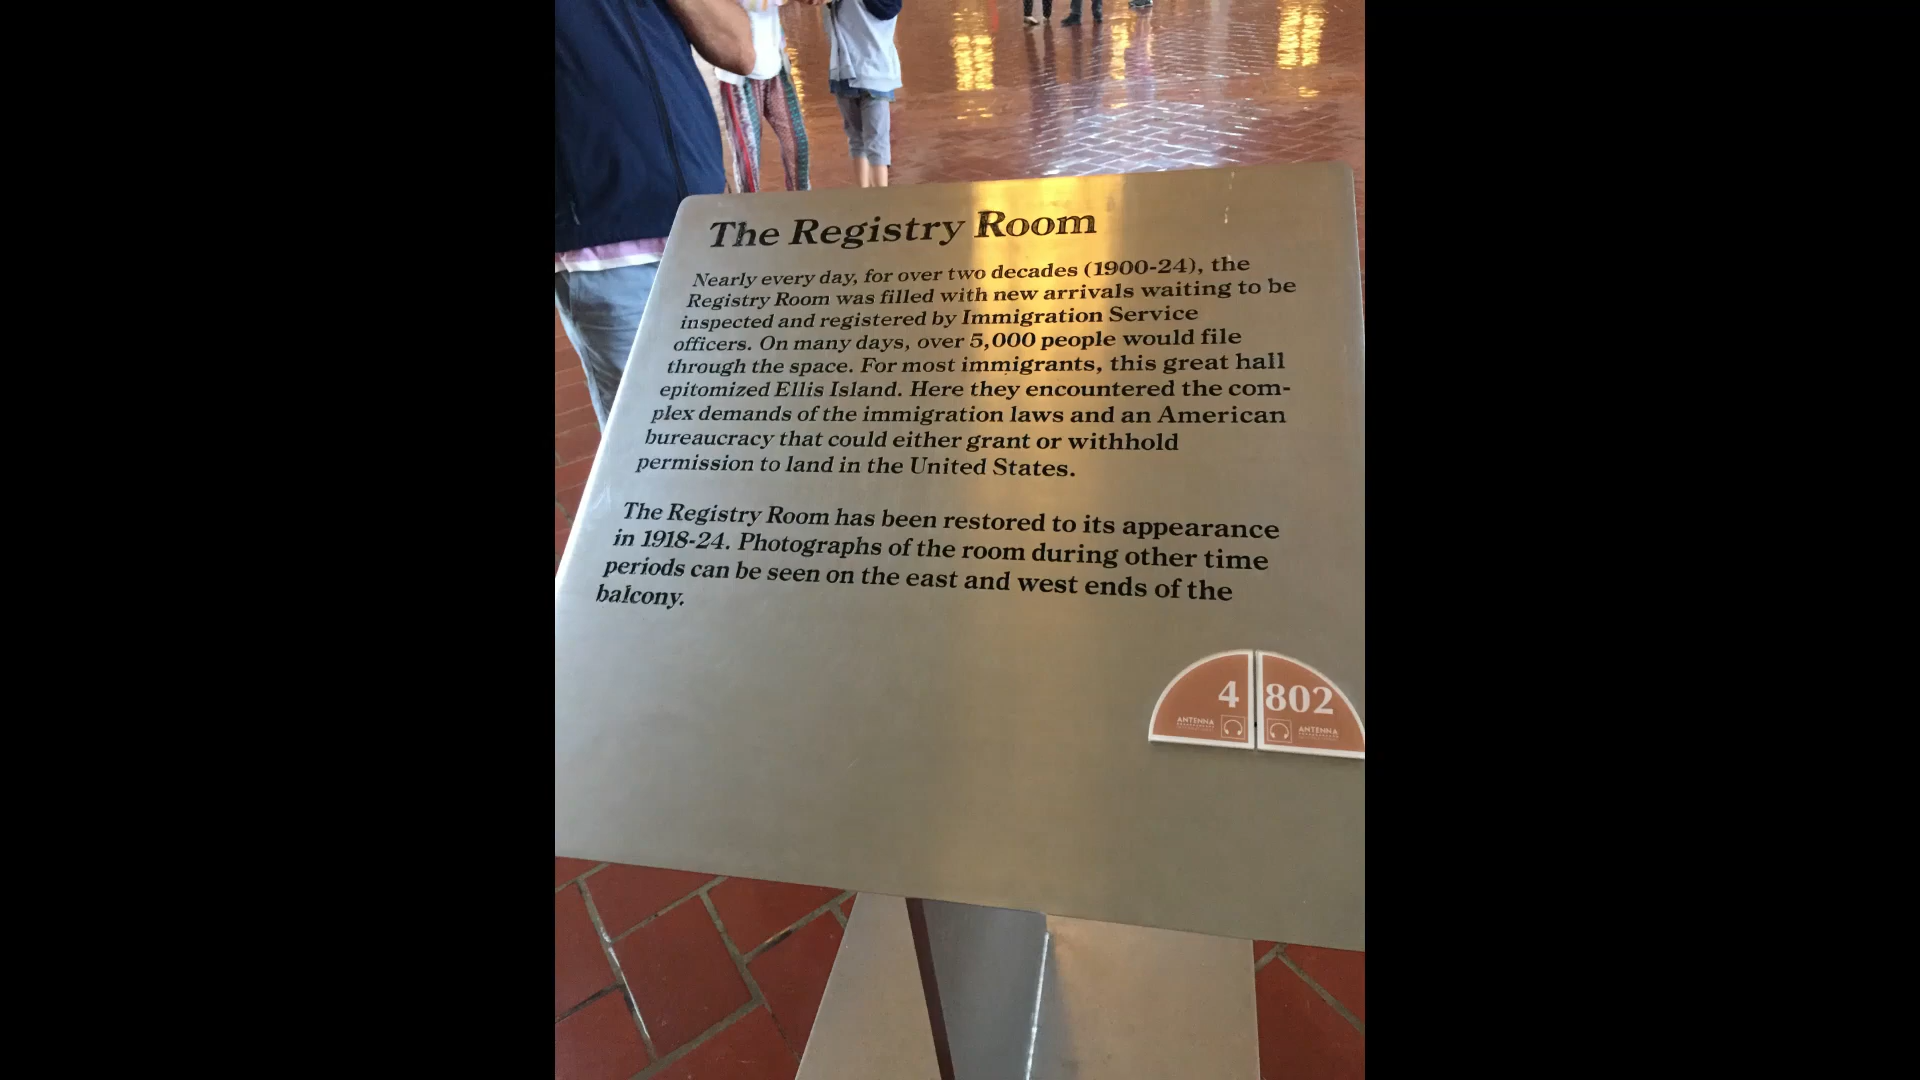 The Registry Room
Nearly every day, for over two decades (1900-24), the
Registry Room was filled with new arrivals waiting to be
inspected and registered by Immigration Service
officers. On many days, over 5,000 people would file
through the space. For most immigrants, this great hall
epitomized Ellis Island. Here they encountered the com-
plex demands of the immigration laws and an American
bureaucracy that could either grant or withhold
permission to land in the United States.
The Registry Room has been restored to its appearance
in 1918-24. Photographs of the room during other time
periods can be seen on the east and west ends of the
balcony.
4 802
ANTENNA ANTENNA